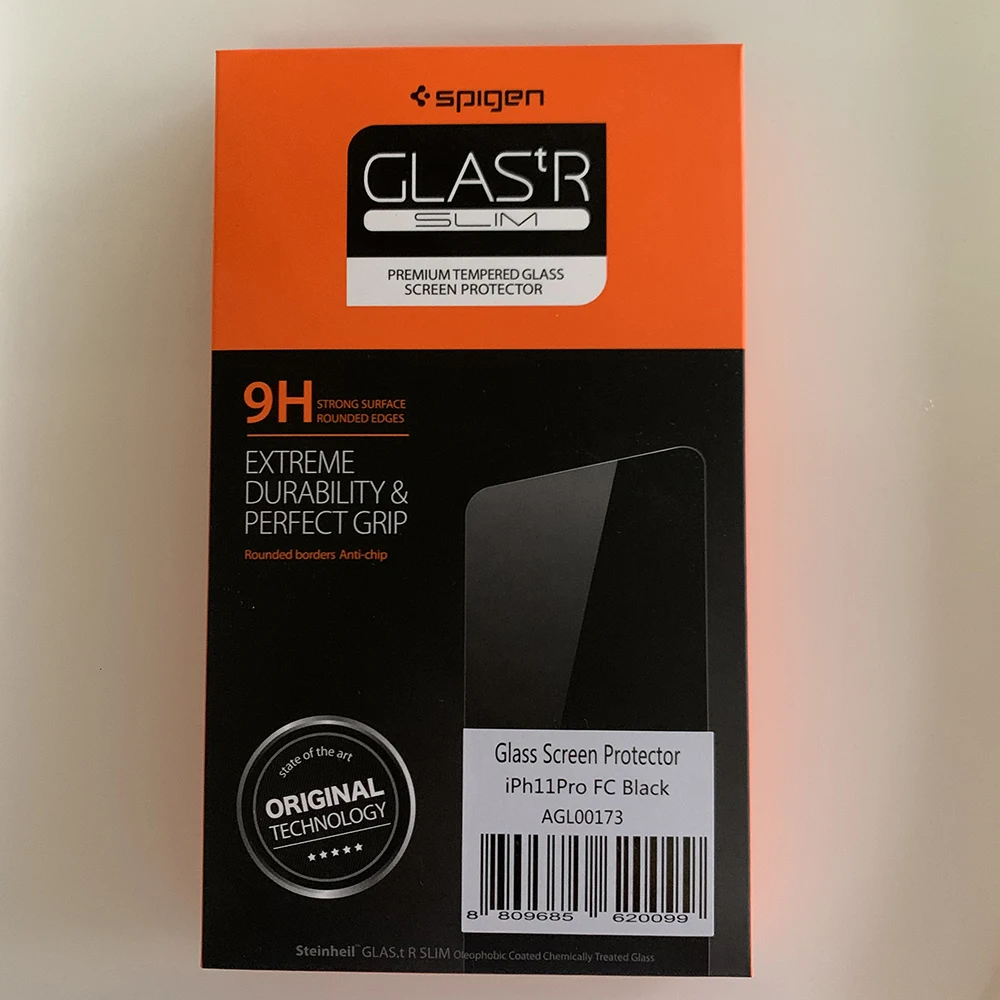 spigen
GLAStR
SLIM
PREMIUM TEMPERED GLASS
SCREEN PROTECTOR
9H STRONG SURFACE
ROUNDED EDGES
EXTREME
DURABILITY &
PERFECT GRIP
Rounded borders Anti-chip
state of the art
ORIGINAL
TECHNOLOGY
Glass Screen Protector
iPh11Pro FC Black
AGL00173
8 809685 620099
Steinheil™ GLAS.t R SLIM Oleophobic Coated Chemically Treated Glass